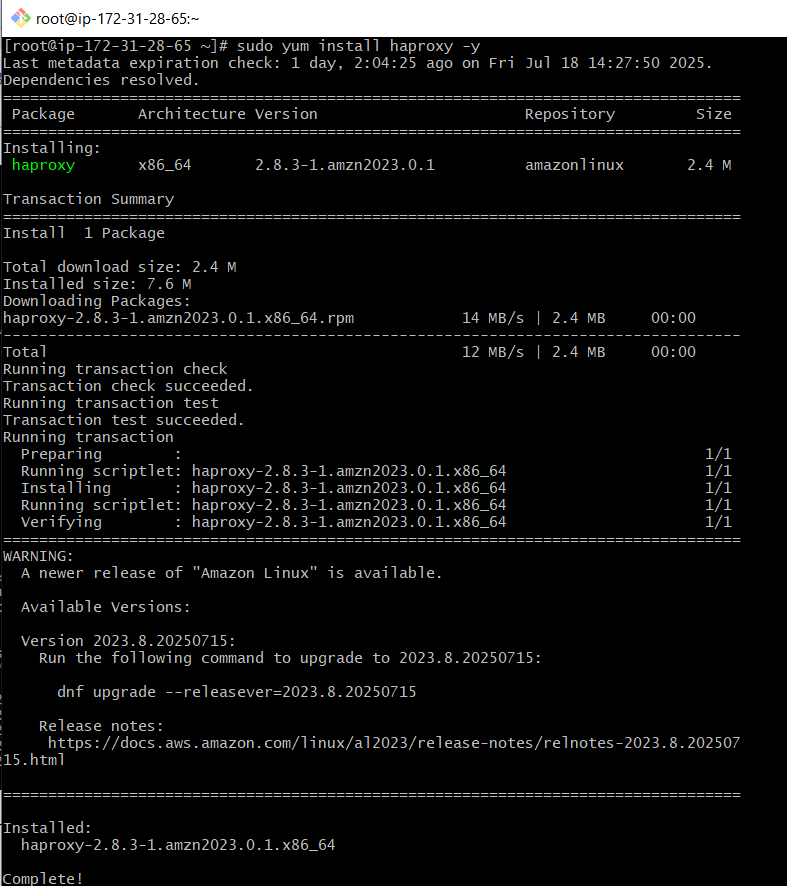 root@ip-172-31-28-65:~
[root@ip-172-31-28-65 ~]# sudo yum install haproxy -y
Last metadata expiration check: 1 day, 2:04:25 ago on Fri Jul 18 14:27:50 2025.
Dependencies resolved.
================================================================================
 Package       Architecture Version                       Repository         Size
================================================================================
Installing:
 haproxy       x86_64       2.8.3-1.amzn2023.0.1          amazonlinux       2.4 M

Transaction Summary
================================================================================
Install  1 Package

Total download size: 2.4 M
Installed size: 7.6 M
Downloading Packages:
haproxy-2.8.3-1.amzn2023.0.1.x86_64.rpm            14 MB/s | 2.4 MB     00:00
--------------------------------------------------------------------------------
Total                                              12 MB/s | 2.4 MB     00:00
Running transaction check
Transaction check succeeded.
Running transaction test
Transaction test succeeded.
Running transaction
  Preparing        :                                                          1/1
  Running scriptlet: haproxy-2.8.3-1.amzn2023.0.1.x86_64                      1/1
  Installing       : haproxy-2.8.3-1.amzn2023.0.1.x86_64                      1/1
  Running scriptlet: haproxy-2.8.3-1.amzn2023.0.1.x86_64                      1/1
  Verifying        : haproxy-2.8.3-1.amzn2023.0.1.x86_64                      1/1
================================================================================
WARNING:
  A newer release of "Amazon Linux" is available.

  Available Versions:

  Version 2023.8.20250715:
    Run the following command to upgrade to 2023.8.20250715:

      dnf upgrade --releasever=2023.8.20250715

    Release notes:
     https://docs.aws.amazon.com/linux/al2023/release-notes/relnotes-2023.8.202507
15.html

================================================================================

Installed:
  haproxy-2.8.3-1.amzn2023.0.1.x86_64

Complete!